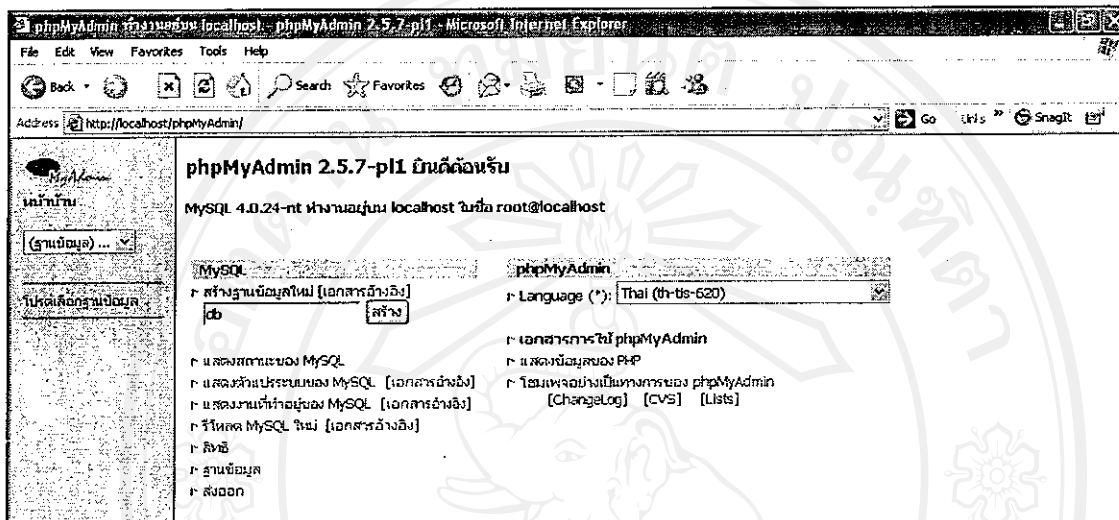 phpMyAdmin ทำงานอยู่บน localhost - phpMyAdmin 2.5.7-pl1 - Microsoft Internet Explorer
File Edit View Favorites Tools Help
Back Search Favorites
Address http://localhost/phpMyAdmin/ Go SnagIt
MyAdmin
หน้าบ้าน
(ฐานข้อมูล) ...
โปรดเลือกฐานข้อมูล
phpMyAdmin 2.5.7-pl1 ยินดีต้อนรับ
MySQL 4.0.24-nt ทำงานอยู่บน localhost ในชื่อ root@localhost
MySQL
สร้างฐานข้อมูลใหม่ [เอกสารอ้างอิง]
db สร้าง
แสดงสถานะของ MySQL
แสดงตัวแปรระบบของ MySQL [เอกสารอ้างอิง]
แสดงงานที่ทำอยู่ของ MySQL [เอกสารอ้างอิง]
รีโหลด MySQL ใหม่ [เอกสารอ้างอิง]
สิทธิ
ฐานข้อมูล
ส่งออก
phpMyAdmin
Language (*): Thai (th-tis-620)
เอกสารการใช้ phpMyAdmin
แสดงข้อมูลของ PHP
โฮมเพจอย่างเป็นทางการของ phpMyAdmin
[ChangeLog] [CVS] [Lists]